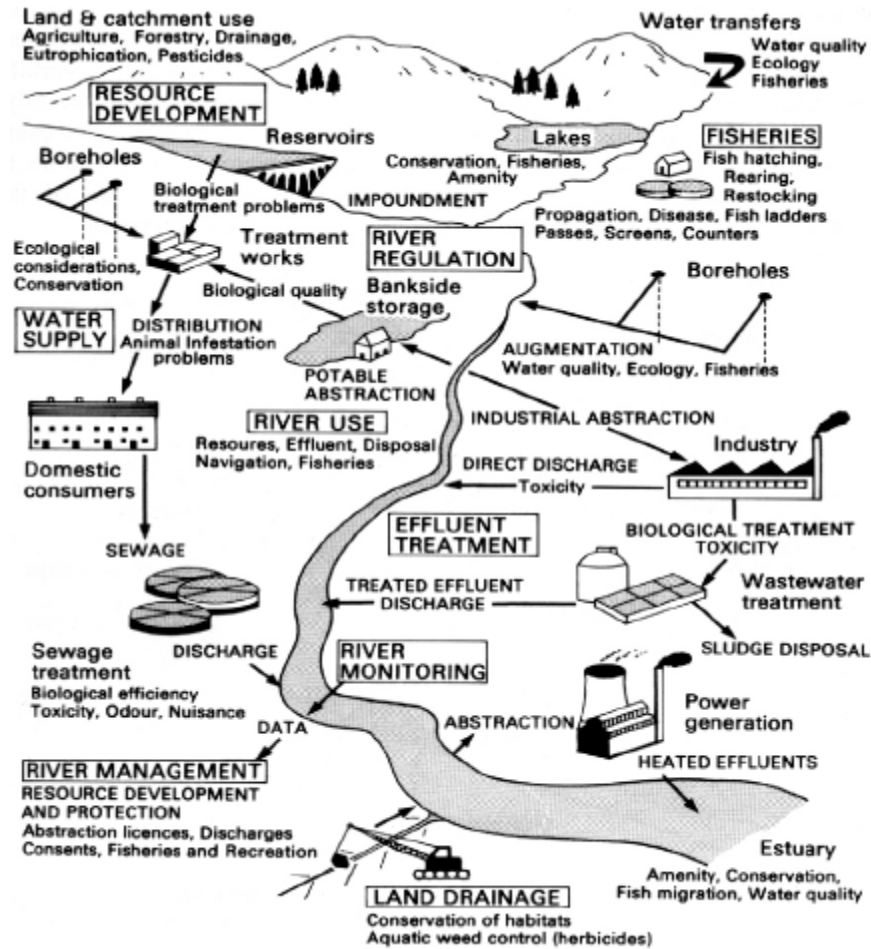 Land & catchment use
Agriculture, Forestry, Drainage,
Eutrophication, Pesticides
Water transfers
Water quality
Ecology
Fisheries
RESOURCE
DEVELOPMENT
Reservoirs
Lakes
Conservation, Fisheries,
Amenity
FISHERIES
Fish hatching,
Rearing,
Restocking
Propagation, Disease, Fish ladders
Passes, Screens, Counters
Boreholes
Biological
treatment problems
IMPOUNDMENT
Ecological
considerations,
Conservation
Treatment
works
RIVER
REGULATION
Boreholes
Biological quality
Bankside
storage
WATER
SUPPLY
DISTRIBUTION
Animal Infestation
problems
AUGMENTATION
Water quality, Ecology, Fisheries
POTABLE
ABSTRACTION
RIVER USE
Resoures, Effluent, Disposal
Navigation, Fisheries
INDUSTRIAL ABSTRACTION
Industry
Domestic
consumers
DIRECT DISCHARGE
Toxicity
EFFLUENT
TREATMENT
BIOLOGICAL TREATMENT
TOXICITY
SEWAGE
TREATED EFFLUENT
DISCHARGE
Wastewater
treatment
SLUDGE DISPOSAL
Sewage
treatment
Biological efficiency
Toxicity, Odour, Nuisance
DISCHARGE
RIVER
MONITORING
Power
generation
DATA
ABSTRACTION
HEATED EFFLUENTS
RIVER MANAGEMENT
RESOURCE DEVELOPMENT
AND PROTECTION
Abstraction licences, Discharges
Consents, Fisheries and Recreation
Estuary
Amenity, Conservation,
Fish migration, Water quality
LAND DRAINAGE
Conservation of habitats
Aquatic weed control (herbicides)